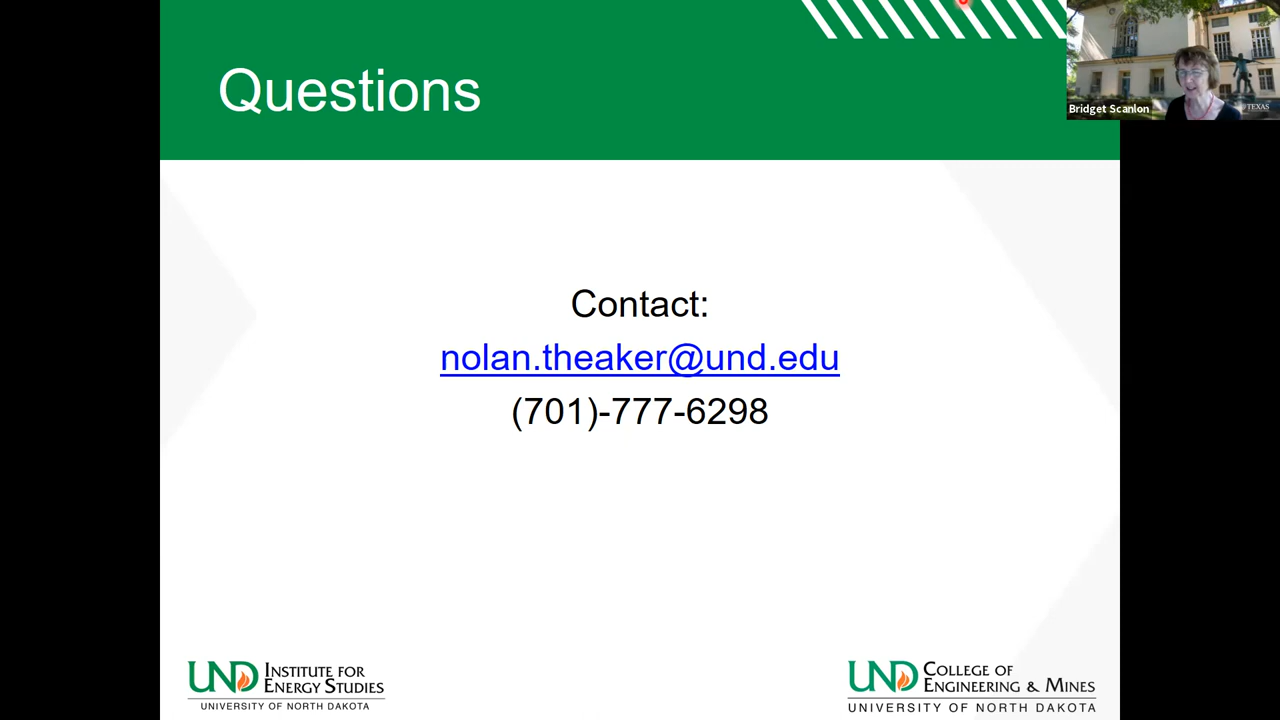 Questions
Bridget Scanlon
TEXAS
Contact:
nolan.theaker@und.edu
(701)-777-6298
UND INSTITUTE FOR
ENERGY STUDIES
UNIVERSITY OF NORTH DAKOTA
UND COLLEGE OF
ENGINEERING & MINES
UNIVERSITY OF NORTH DAKOTA